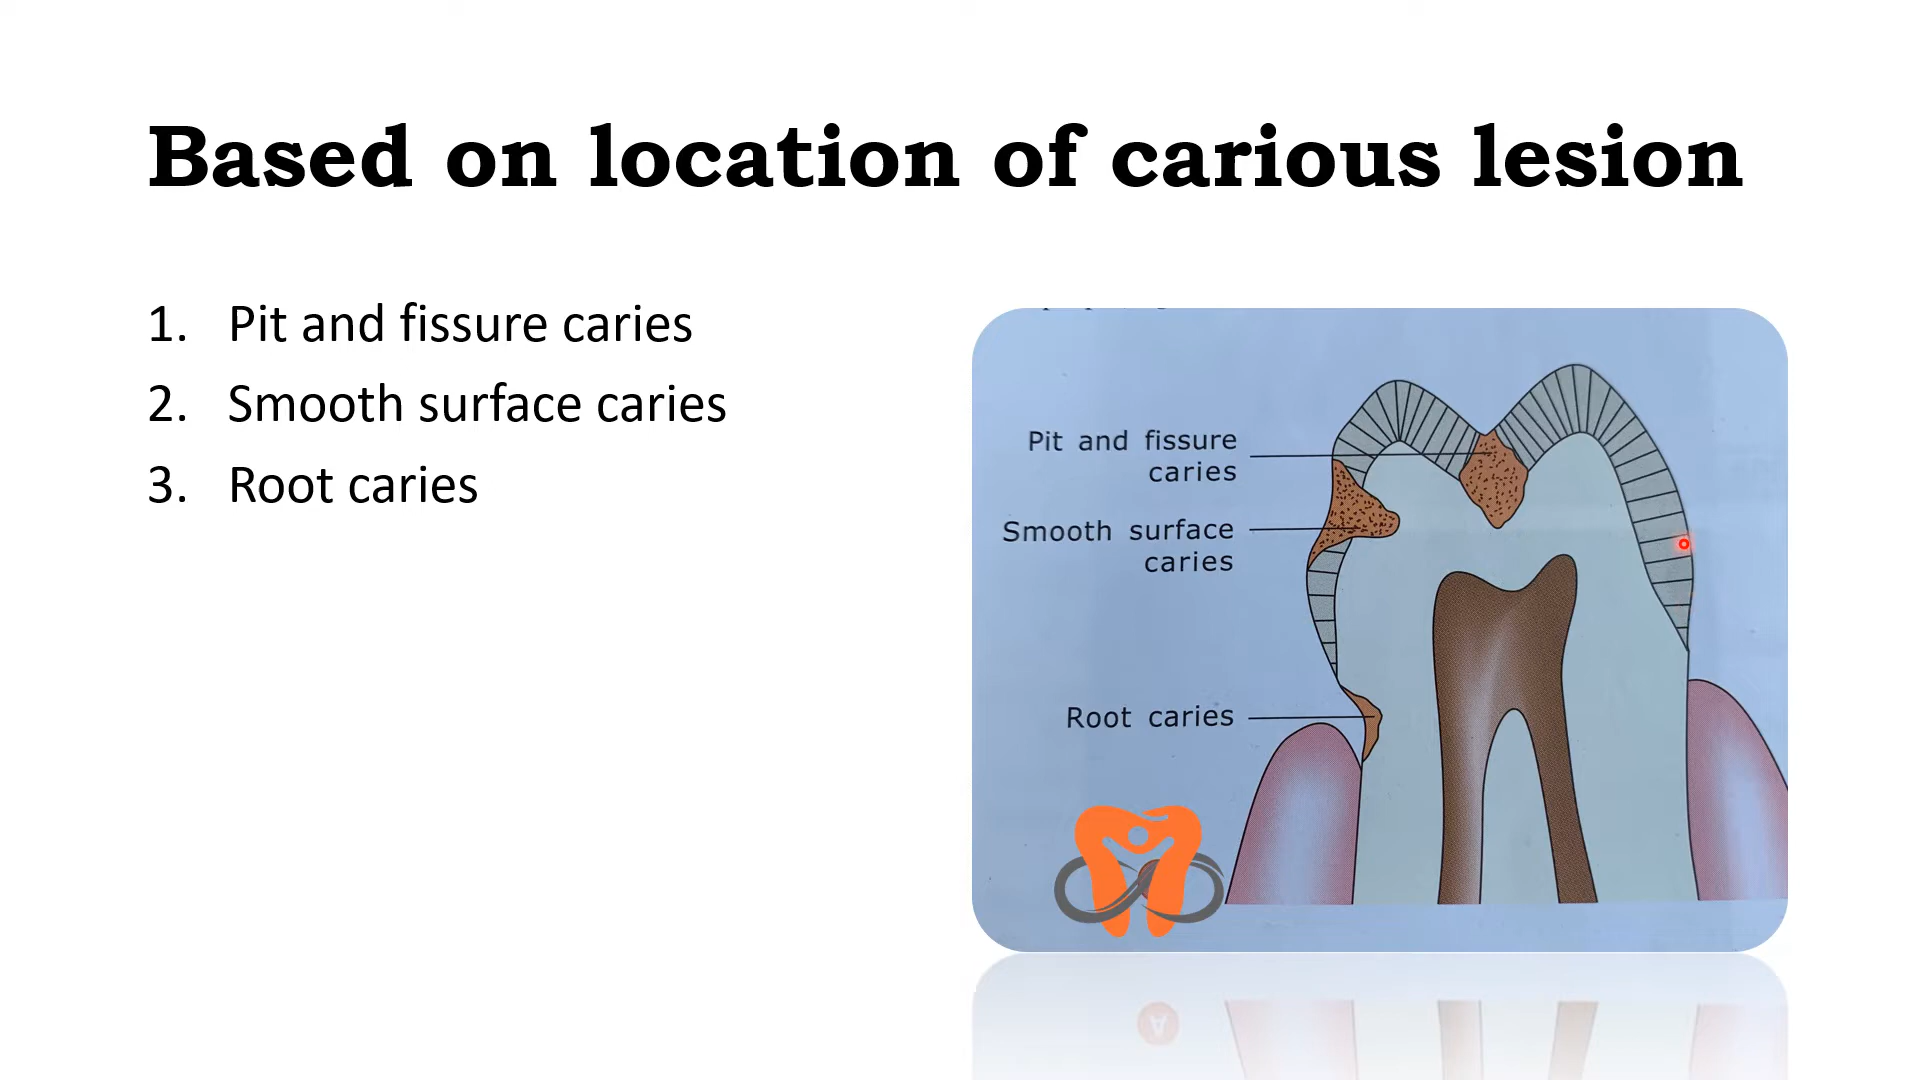 Based on location of carious lesion
1. Pit and fissure caries
2. Smooth surface caries
3. Root caries
Pit and fissure
caries
Smooth surface
caries
Root caries